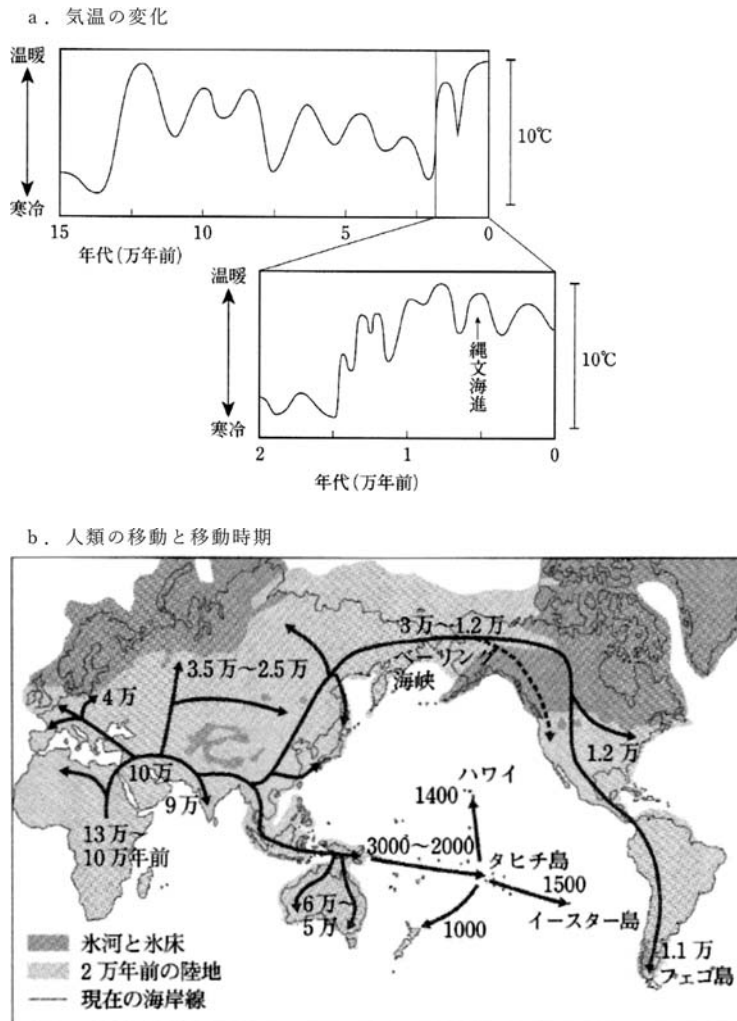 a．気温の変化
温暖
寒冷
10℃
15
10
5
0
年代(万年前)
温暖
寒冷
←縄文海進
10℃
2
1
0
年代(万年前)
b．人類の移動と移動時期
3万〜1.2万
ベーリング
海峡
3.5万〜2.5万
4万
10万
9万
13万〜
10万年前
1.2万
ハワイ
1400
3000〜2000
タヒチ島
1500
イースター島
6万〜
5万
1000
1.1万
フェゴ島
氷河と氷床
2万年前の陸地
現在の海岸線